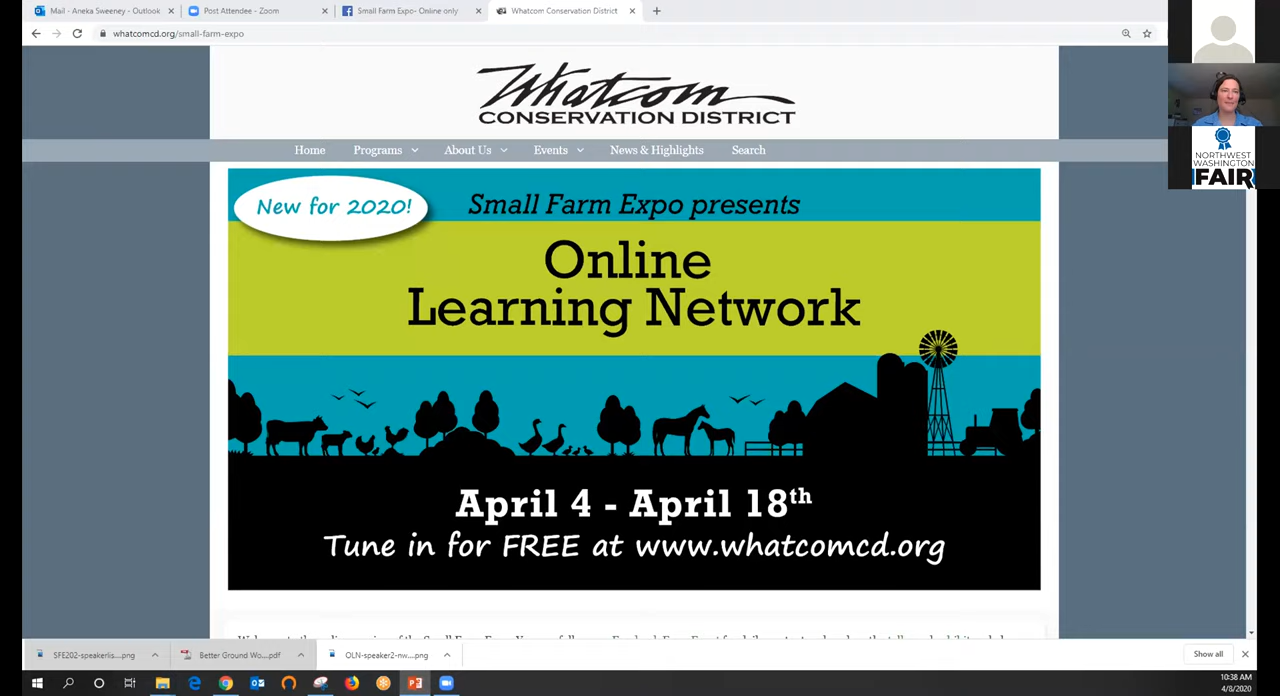 Mail - Aneka Sweeney - Outlook
Post Attendee - Zoom
Small Farm Expo- Online only
Whatcom Conservation District
whatcomcd.org/small-farm-expo
Whatcom
CONSERVATION DISTRICT
Home Programs About Us Events News & Highlights Search
New for 2020!
Small Farm Expo presents
Online
Learning Network
April 4 - April 18th
Tune in for FREE at www.whatcomcd.org
NORTHWEST
WASHINGTON
FAIR
SFE202-speakerlis....png
Better Ground Wo....pdf
OLN-speaker2-nw....png
Show all
10:38 AM
4/8/2020